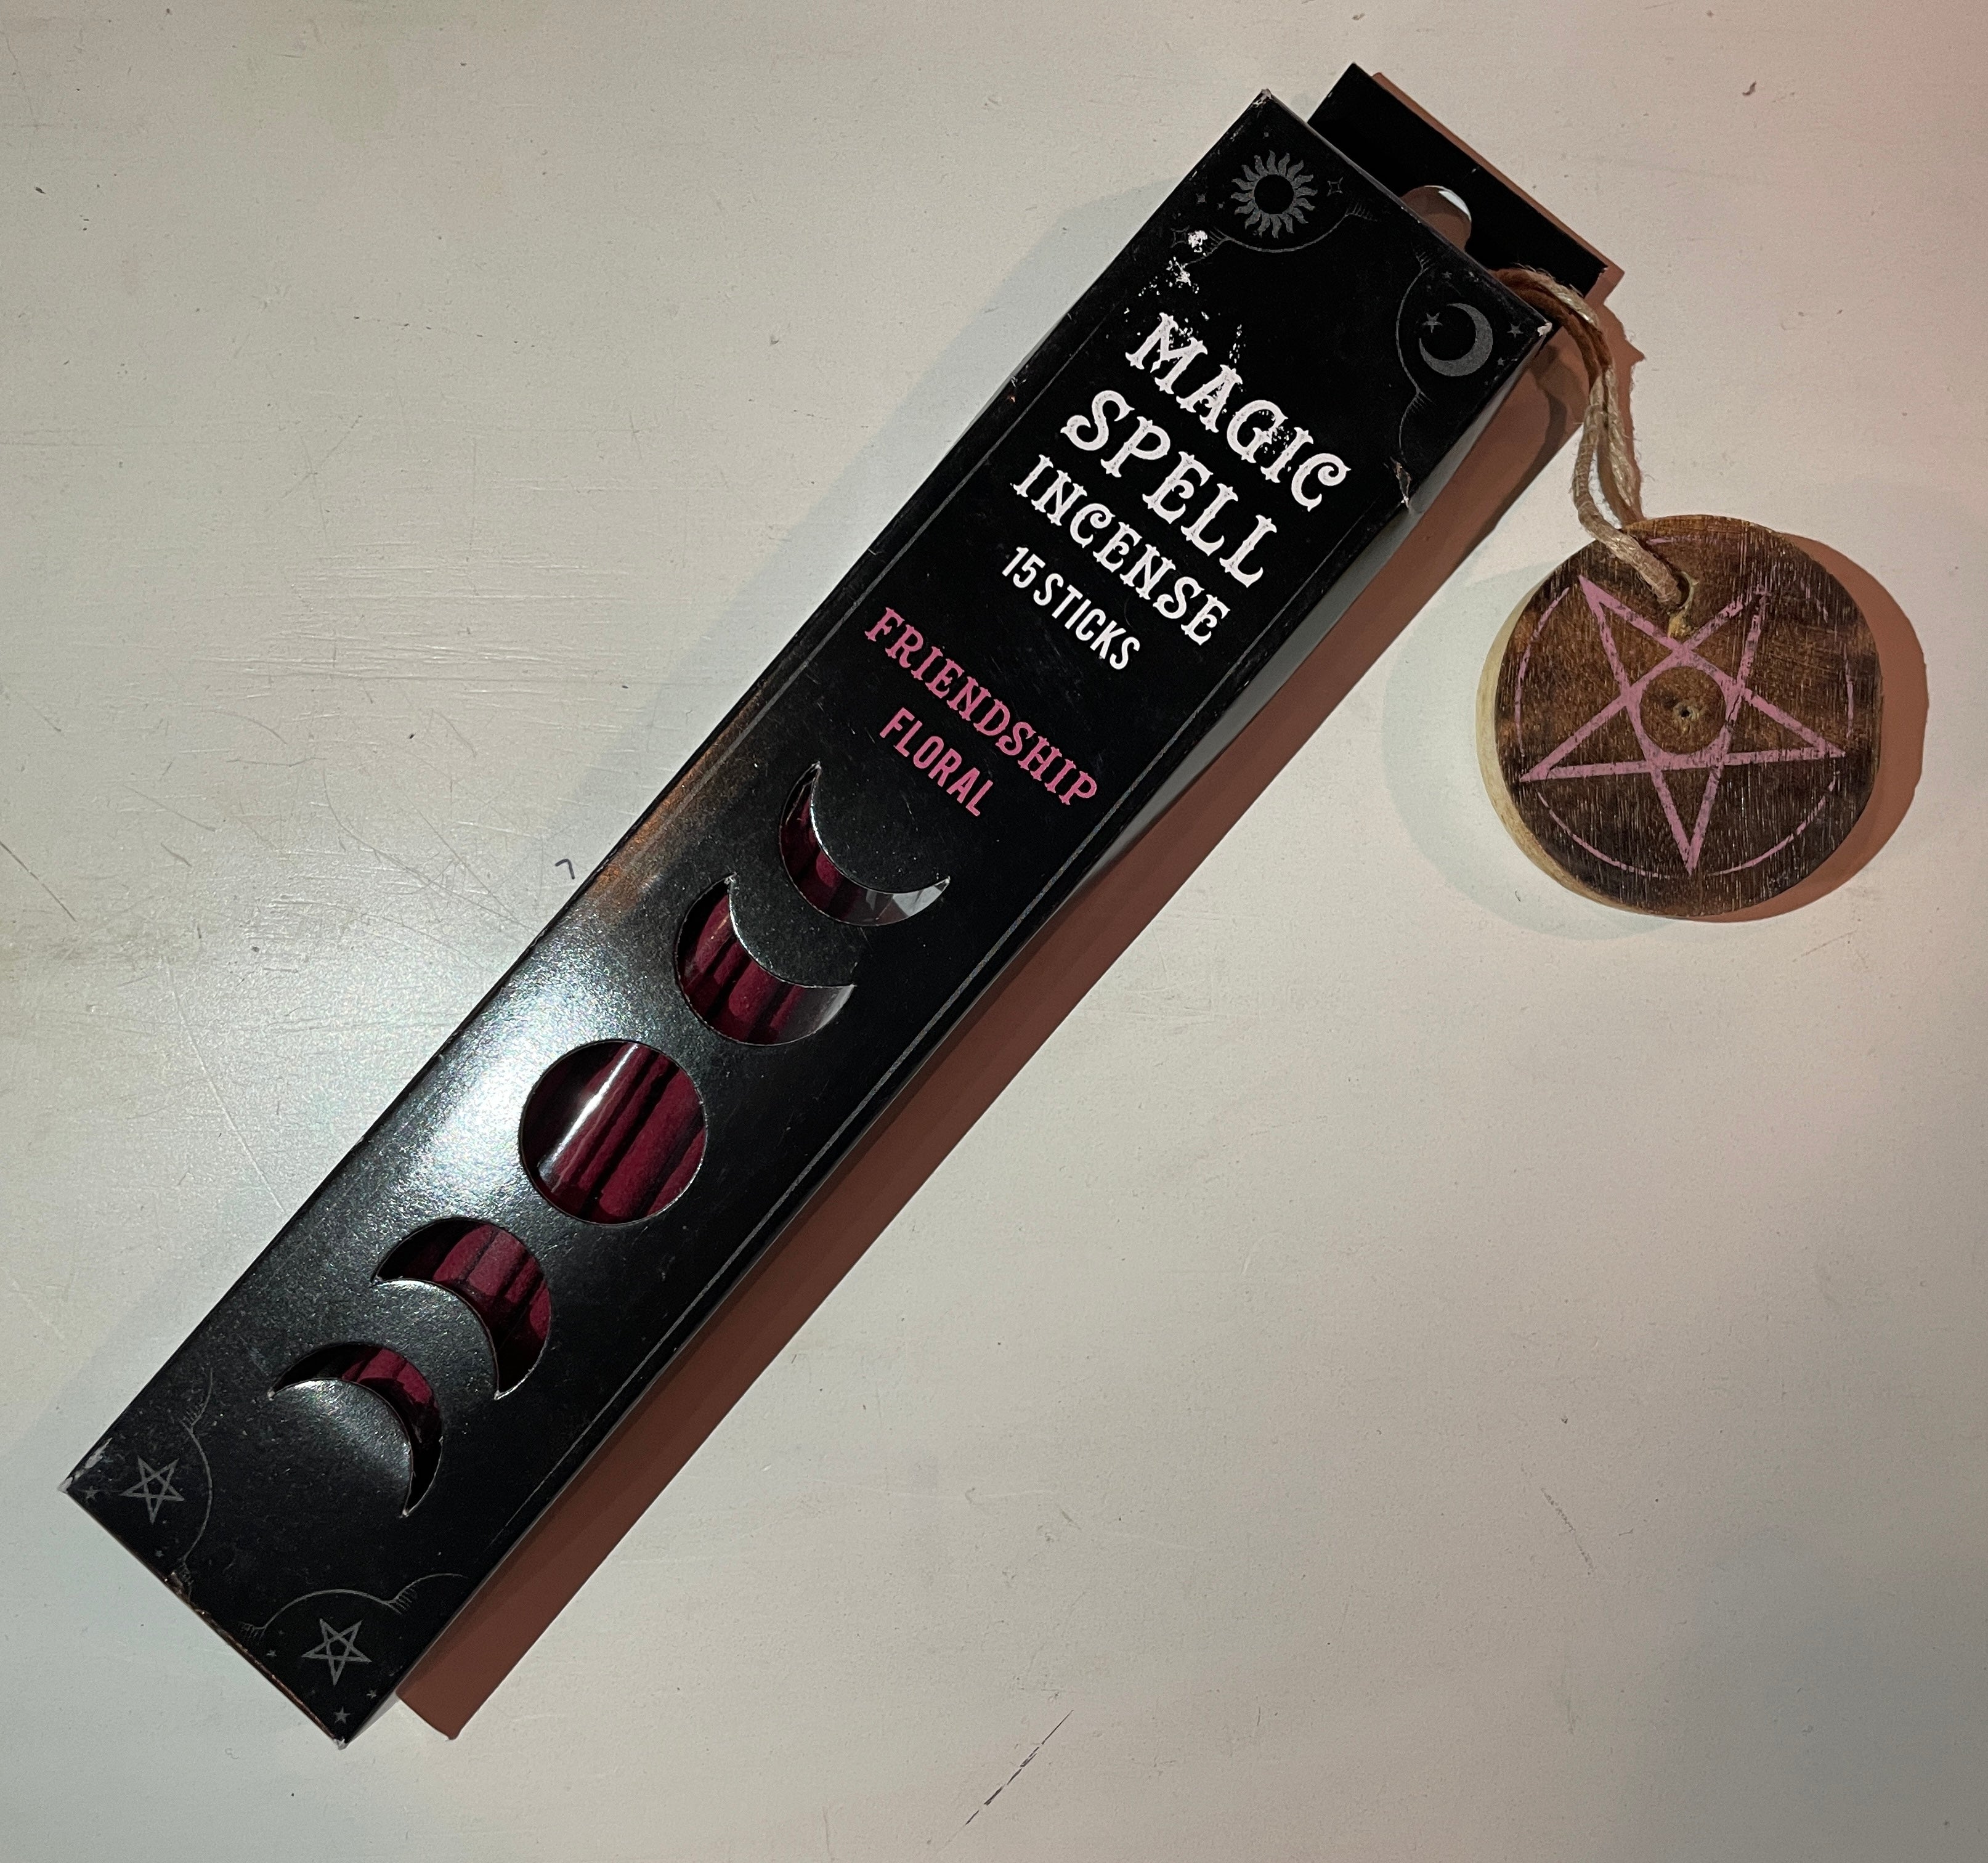 MAGIC
SPELL
INCENSE
15 STICKS
FRIENDSHIP
FLORAL